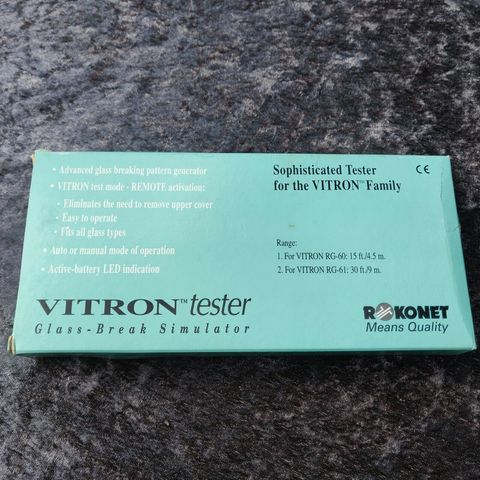 • Advanced glass breaking pattern generator
• VITRON test mode - REMOTE activation:
- Eliminates the need to remove upper cover
- Easy to operate
- Fits all glass types
• Auto or manual mode of operation
• Active-battery LED indication
VITRON™ tester
Glass-Break Simulator
Sophisticated Tester
for the VITRON™ Family
CE
Range:
1. For VITRON RG-60: 15 ft./4.5 m.
2. For VITRON RG-61: 30 ft./9 m.
ROKONET
Means Quality